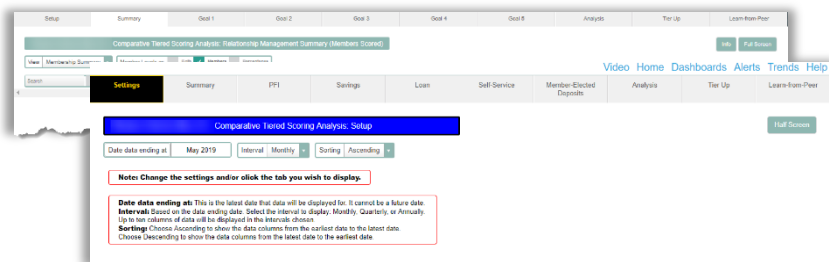 Setup Summary Goal 1 Goal 2 Goal 3 Goal 4 Goal 5 Analysis Tier Up Learn-from-Peer
Comparative Tiered Scoring Analysis: Relationship Management Summary (Members Scored)
Info Full Screen
View Membership Summary
Search
Video Home Dashboards Alerts Trends Help
Settings Summary PFI Savings Loan Self-Service Member-Elected Deposits Analysis Tier Up Learn-from-Peer
Comparative Tiered Scoring Analysis: Setup
Half Screen
Date data ending at May 2019 Interval Monthly Sorting Ascending
Note: Change the settings and/or click the tab you wish to display.
Date data ending at: This is the latest date that data will be displayed for. It cannot be a future date.
Interval: Based on the data ending date. Select the interval to display, Monthly, Quarterly, or Annually.
Up to ten columns of data will be displayed in the intervals chosen.
Sorting: Choose Ascending to show the data columns from the earliest date to the latest date.
Choose Descending to show the data columns from the latest date to the earliest date.